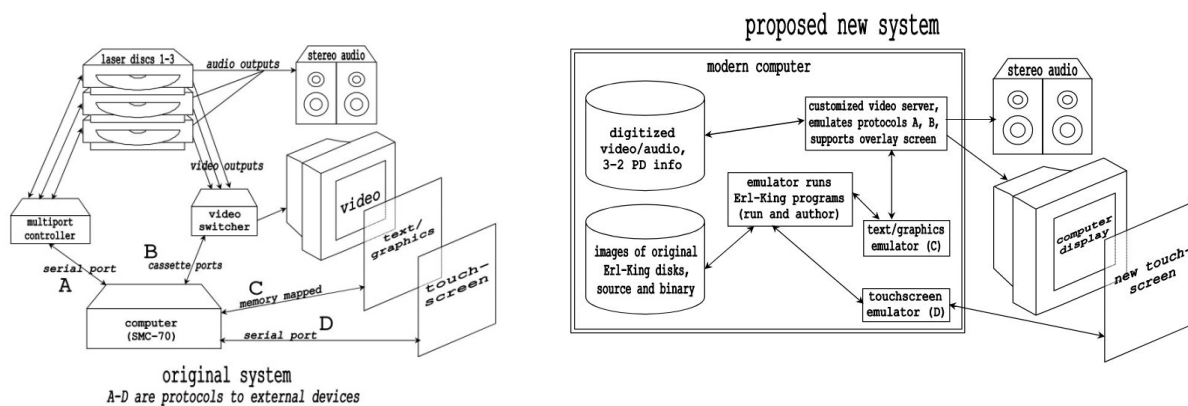 laser discs 1-3
audio outputs
stereo audio
video outputs
multiport
controller
video
switcher
video
text/
graphics
touch-
screen
serial port
A
B
cassette ports
C
memory mapped
computer
(SMC-70)
D
serial port
original system
A-D are protocols to external devices
proposed new system
modern computer
digitized
video/audio,
3-2 PD info
customized video server,
emulates protocols A, B,
supports overlay screen
stereo audio
emulator runs
Erl-King programs
(run and author)
text/graphics
emulator (C)
images of original
Erl-King disks,
source and binary
touchscreen
emulator (D)
computer
display
new touch-
screen